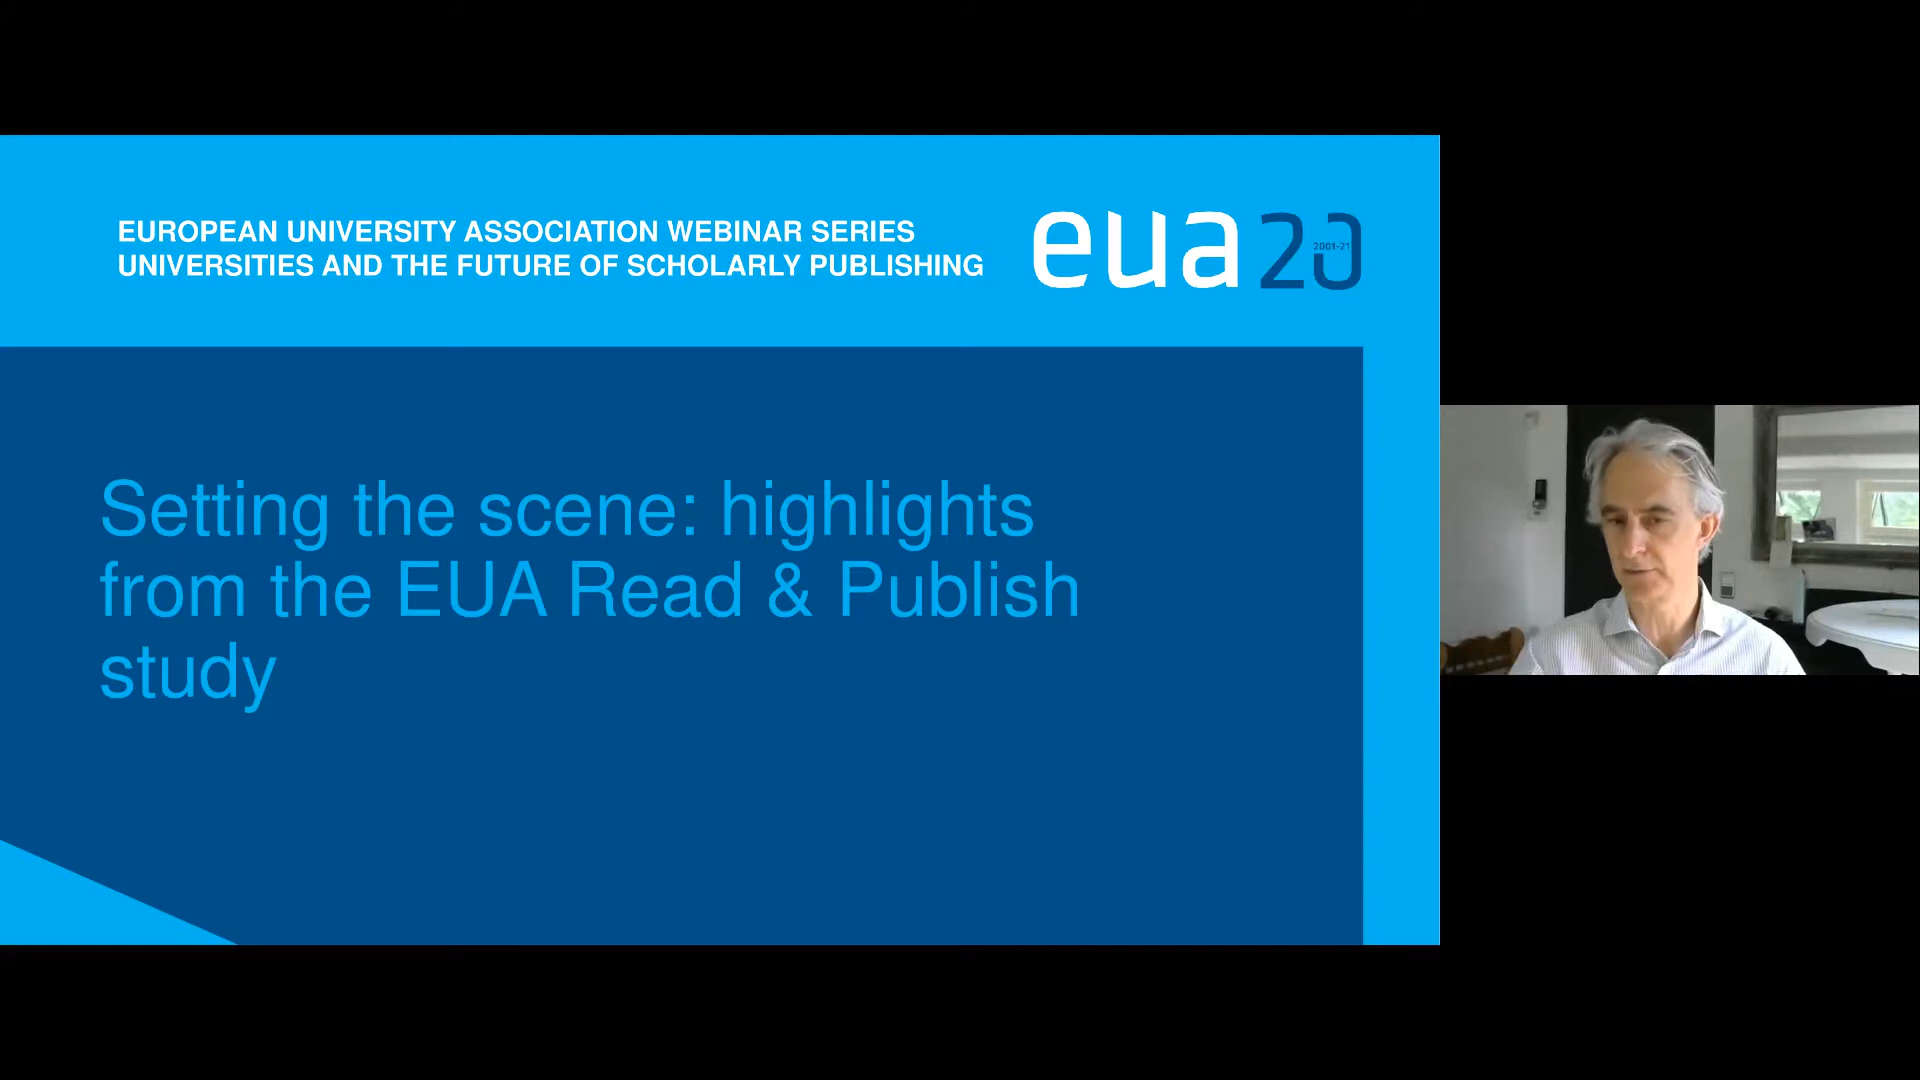 EUROPEAN UNIVERSITY ASSOCIATION WEBINAR SERIES
UNIVERSITIES AND THE FUTURE OF SCHOLARLY PUBLISHING
eua 20
2001-21
Setting the scene: highlights
from the EUA Read & Publish
study